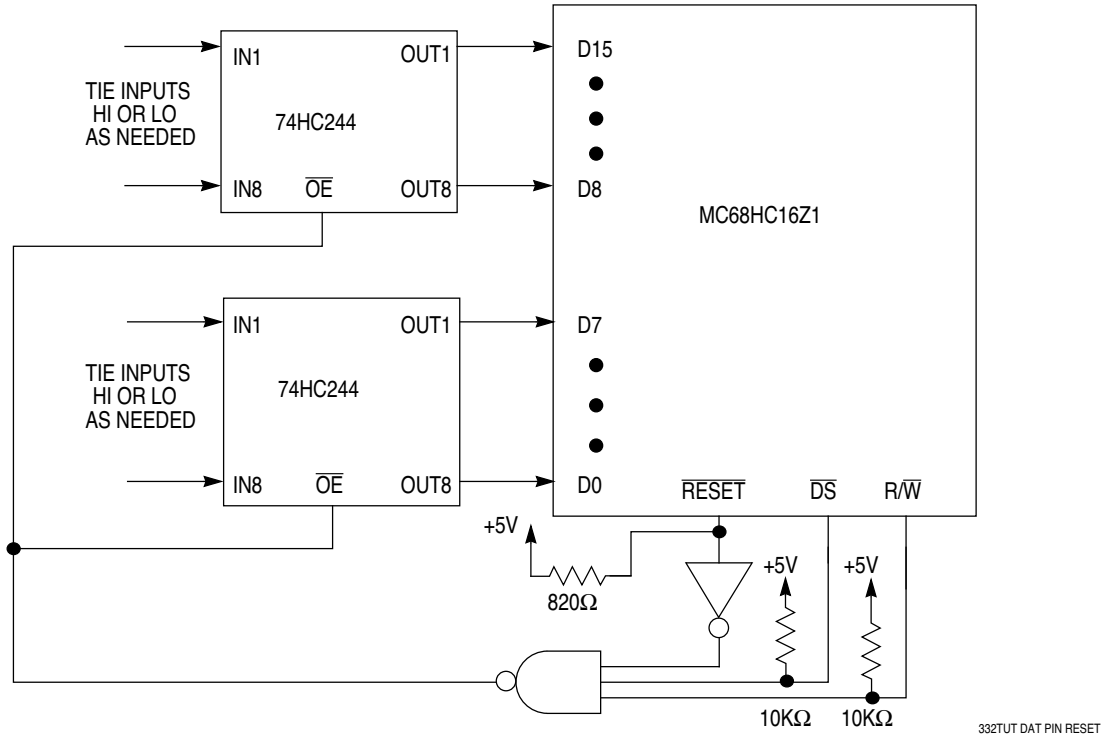 IN1
OUT1
D15
TIE INPUTS
HI OR LO
AS NEEDED
74HC244
IN8
OE
OUT8
D8
MC68HC16Z1
IN1
OUT1
D7
TIE INPUTS
HI OR LO
AS NEEDED
74HC244
IN8
OE
OUT8
D0
RESET
DS
R/W
+5V
820Ω
+5V
+5V
10KΩ
10KΩ
332TUT DAT PIN RESET